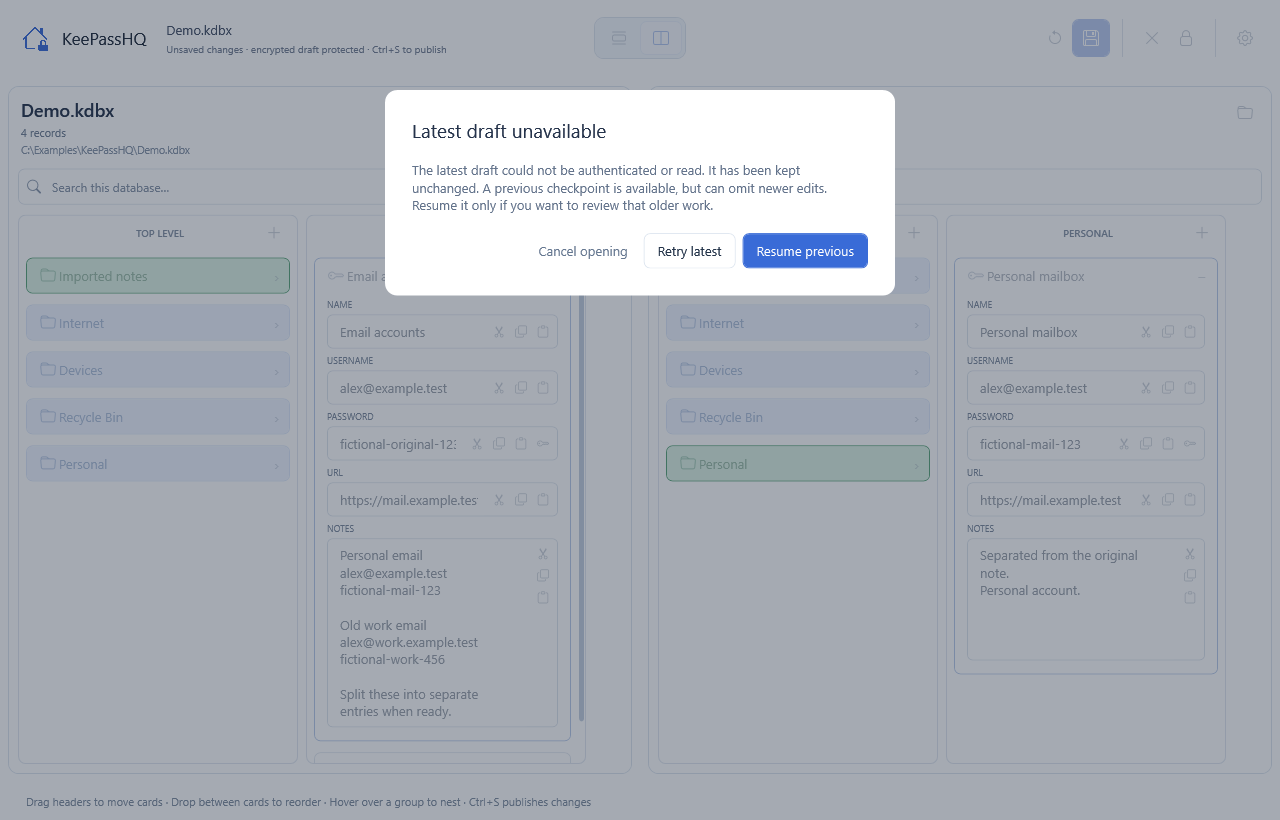 KeePassHQ
Demo.kdbx
Unsaved changes · encrypted draft protected · Ctrl+S to publish
Demo.kdbx
4 records
C:\Examples\KeePassHQ\Demo.kdbx
Search this database...
Latest draft unavailable
The latest draft could not be authenticated or read. It has been kept
unchanged. A previous checkpoint is available, but can omit newer edits.
Resume it only if you want to review that older work.
Cancel opening
Retry latest
Resume previous
TOP LEVEL
Imported notes
Internet
Devices
Recycle Bin
Personal
Email a
NAME
Email accounts
USERNAME
alex@example.test
PASSWORD
fictional-original-123
URL
https://mail.example.test
NOTES
Personal email
alex@example.test
fictional-mail-123
Old work email
alex@work.example.test
fictional-work-456
Split these into separate
entries when ready.
Internet
Devices
Recycle Bin
Personal
PERSONAL
Personal mailbox
NAME
Personal mailbox
USERNAME
alex@example.test
PASSWORD
fictional-mail-123
URL
https://mail.example.test
NOTES
Separated from the original
note.
Personal account.
Drag headers to move cards · Drop between cards to reorder · Hover over a group to nest · Ctrl+S publishes changes